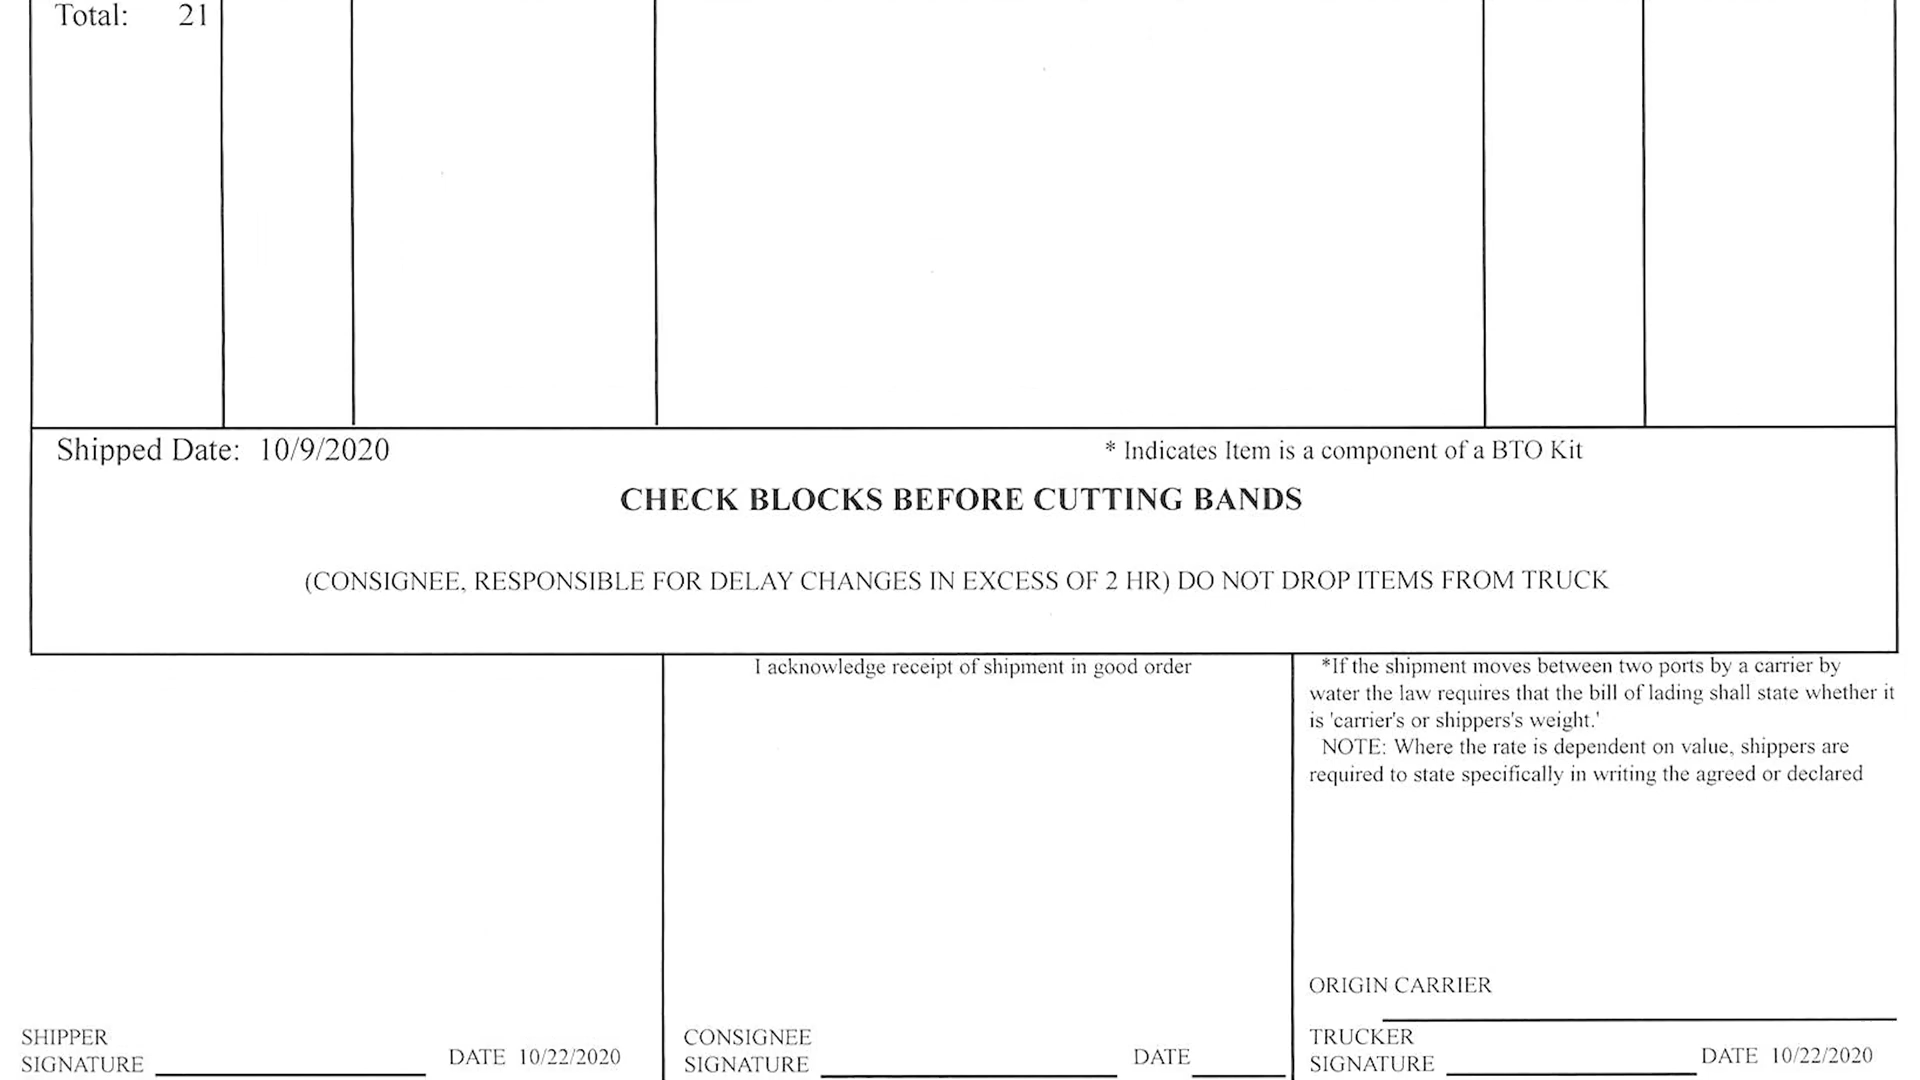 Total: 21
Shipped Date: 10/9/2020
* Indicates Item is a component of a BTO Kit
CHECK BLOCKS BEFORE CUTTING BANDS
(CONSIGNEE, RESPONSIBLE FOR DELAY CHANGES IN EXCESS OF 2 HR) DO NOT DROP ITEMS FROM TRUCK
I acknowledge receipt of shipment in good order
*If the shipment moves between two ports by a carrier by
water the law requires that the bill of lading shall state whether it
is 'carrier's or shippers's weight.'
NOTE: Where the rate is dependent on value, shippers are
required to state specifically in writing the agreed or declared
ORIGIN CARRIER
SHIPPER
SIGNATURE
DATE 10/22/2020
CONSIGNEE
SIGNATURE
DATE
TRUCKER
SIGNATURE
DATE 10/22/2020